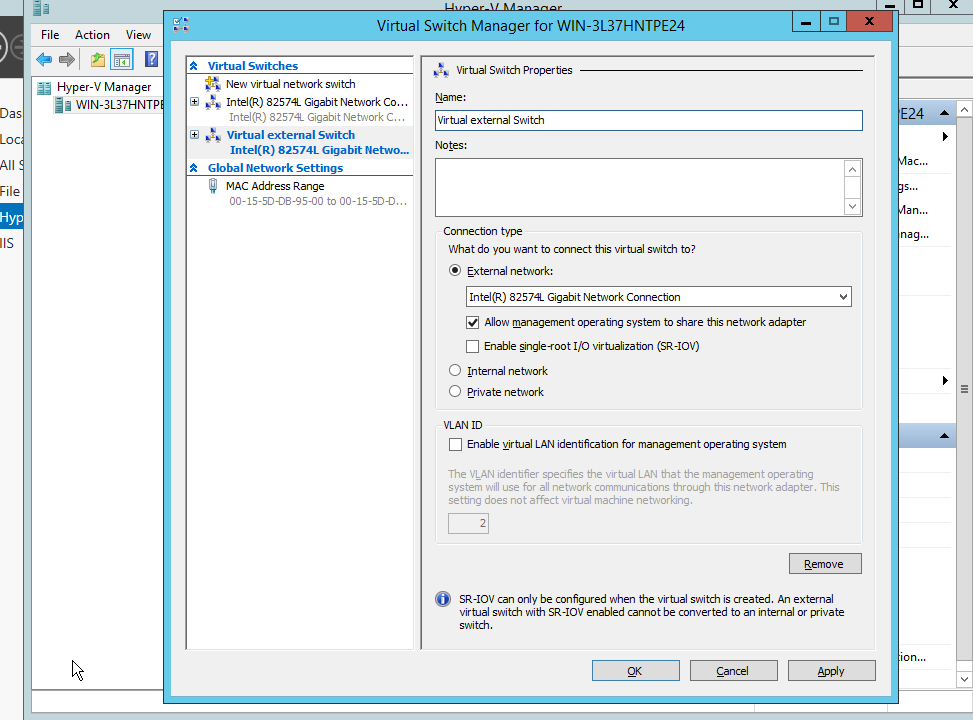 Hyper-V Manager
Virtual Switch Manager for WIN-3L37HNTPE24
File Action View
Hyper-V Manager
WIN-3L37HNTPE
Das
Loca
All S
File
Hyp
IIS
Virtual Switches
New virtual network switch
Intel(R) 82574L Gigabit Network Co...
Intel(R) 82574L Gigabit Network C...
Virtual external Switch
Intel(R) 82574L Gigabit Netwo...
Global Network Settings
MAC Address Range
00-15-5D-DB-95-00 to 00-15-5D-D...
Virtual Switch Properties
Name:
Virtual external Switch
Notes:
Connection type
What do you want to connect this virtual switch to?
External network:
Intel(R) 82574L Gigabit Network Connection
Allow management operating system to share this network adapter
Enable single-root I/O virtualization (SR-IOV)
Internal network
Private network
VLAN ID
Enable virtual LAN identification for management operating system
The VLAN identifier specifies the virtual LAN that the management operating
system will use for all network communications through this network adapter. This
setting does not affect virtual machine networking.
2
Remove
SR-IOV can only be configured when the virtual switch is created. An external
virtual switch with SR-IOV enabled cannot be converted to an internal or private
switch.
OK Cancel Apply
PE24
Mac...
gs...
Man...
nag...
ion...